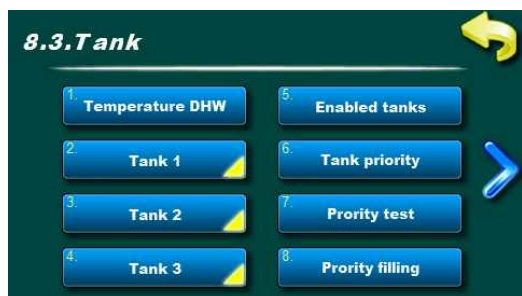 8.3.Tank
1. Temperature DHW
2. Tank 1
3. Tank 2
4. Tank 3
5. Enabled tanks
6. Tank priority
7. Prority test
8. Prority filling